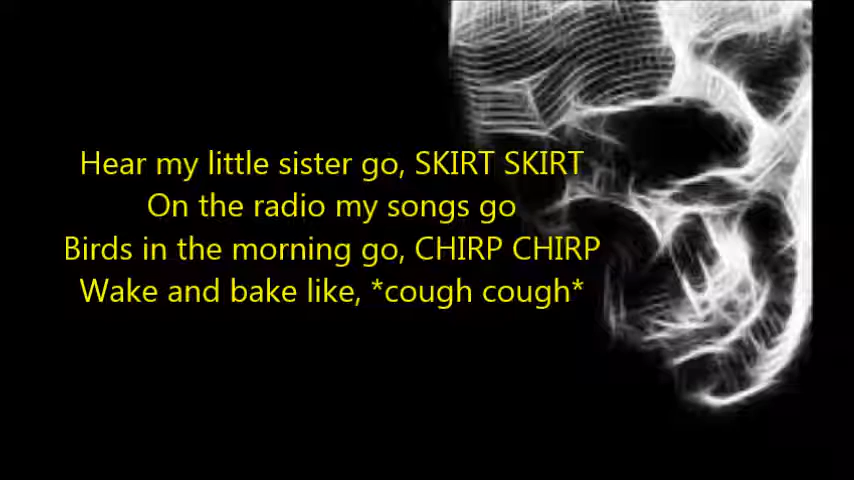 Hear my little sister go, SKIRT SKIRT
On the radio my songs go
Birds in the morning go, CHIRP CHIRP
Wake and bake like, *cough cough*